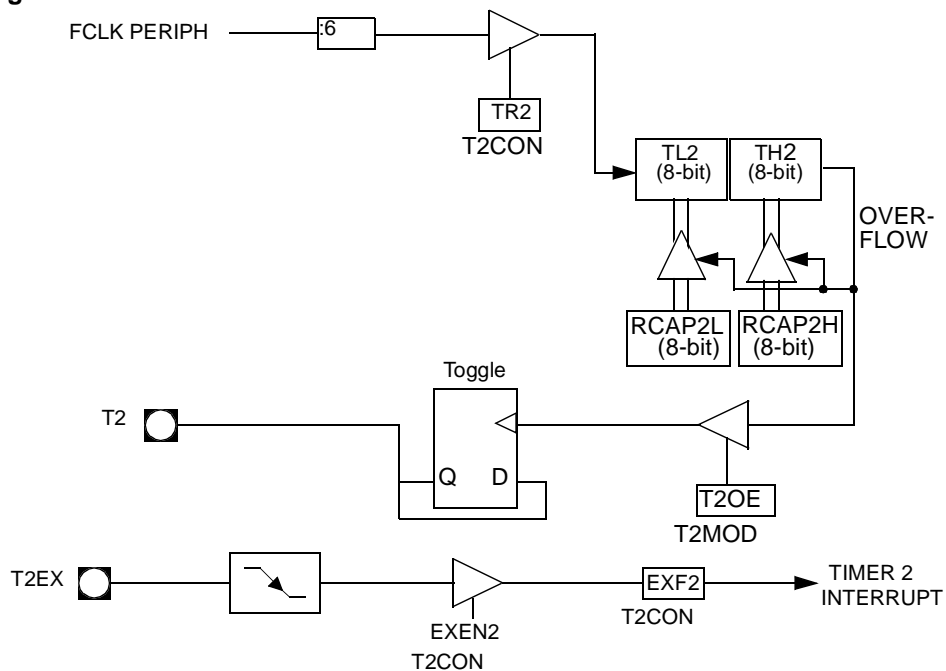 g
FCLK PERIPH
:6
TR2
T2CON
TL2
(8-bit)
TH2
(8-bit)
OVER-
FLOW
RCAP2L
(8-bit)
RCAP2H
(8-bit)
Toggle
T2
Q D
T2OE
T2MOD
T2EX
EXF2
TIMER 2
INTERRUPT
T2CON
EXEN2
T2CON